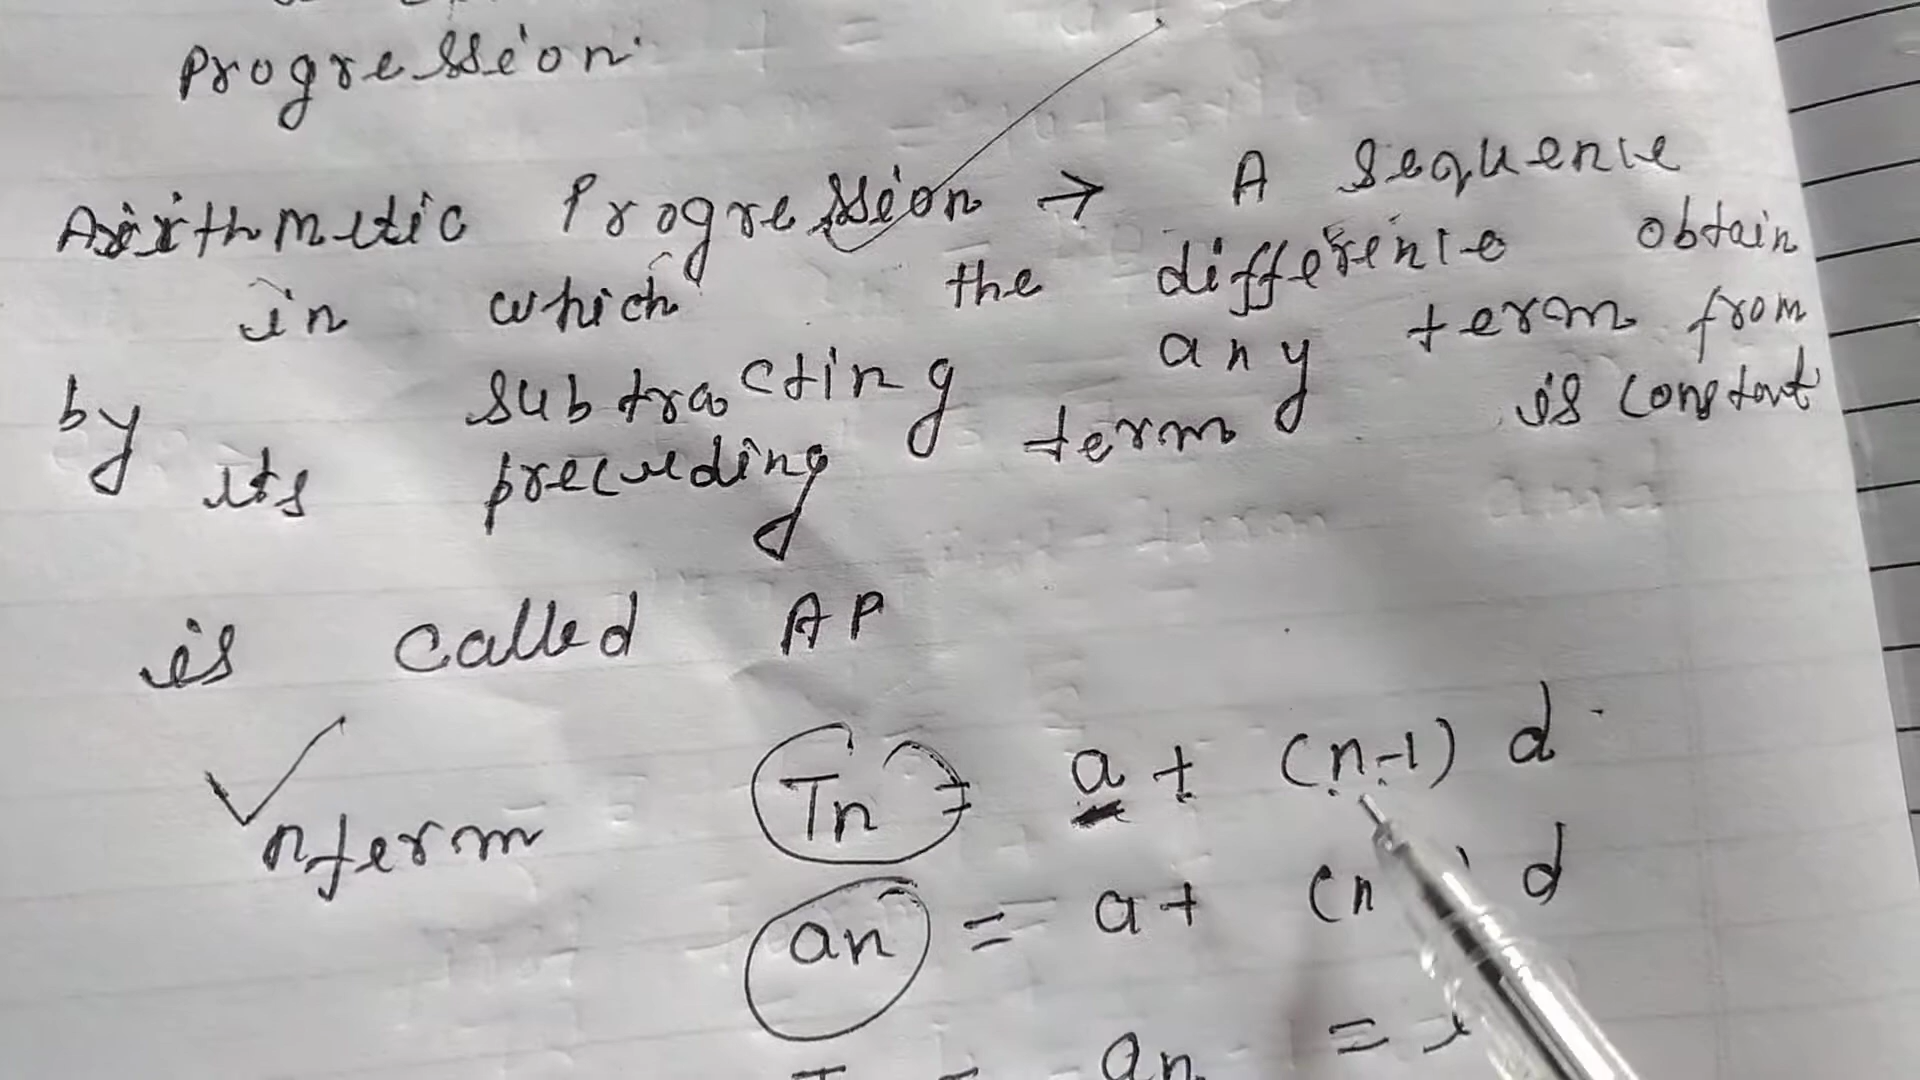 Progression
Arithmetic Progression → A sequence
in which the difference obtain
by subtracting any term from
its preceding term is constant
is called AP
nterm Tn = a + (n-1) d
an = a + (n d
an =